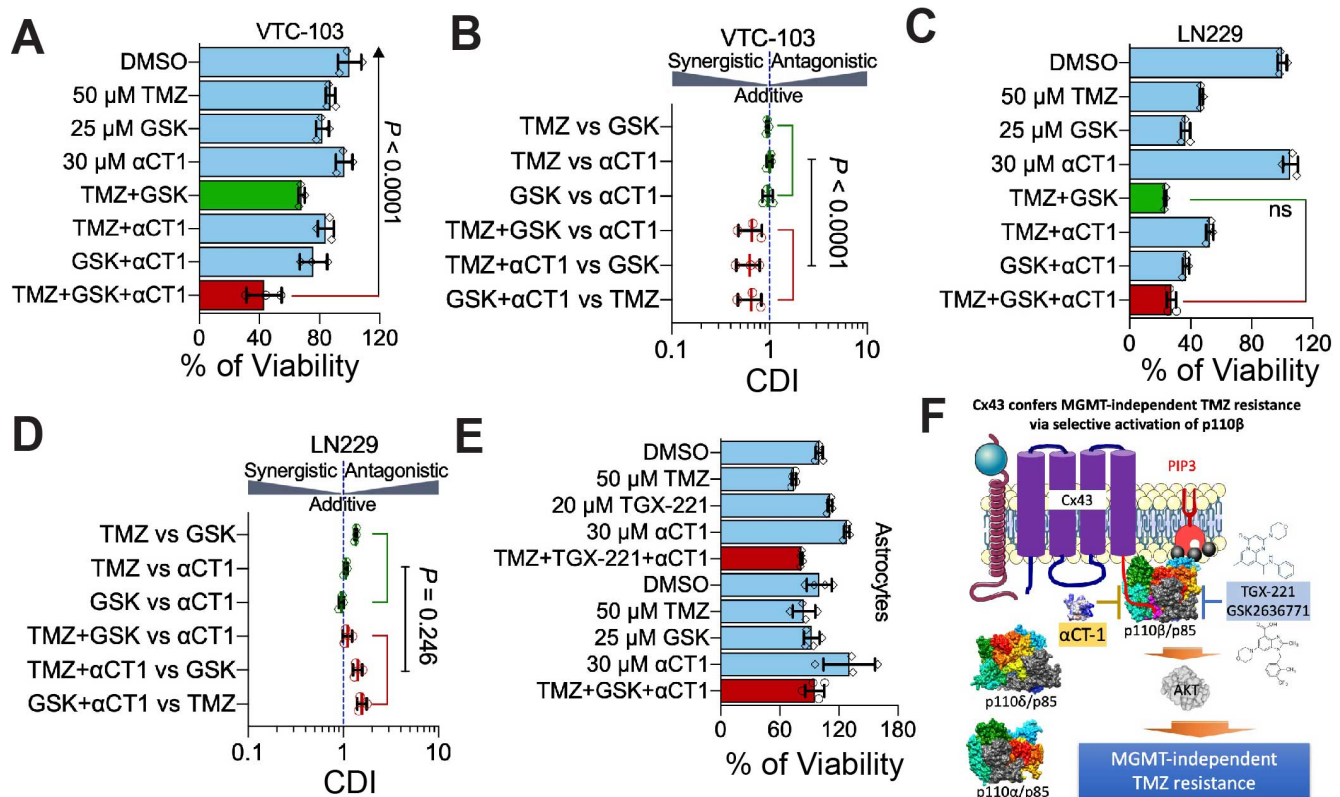 A
VTC-103
DMSO
50 µM TMZ
25 µM GSK
30 µM αCT1
TMZ+GSK
TMZ+αCT1
GSK+αCT1
TMZ+GSK+αCT1
P < 0.0001
0 40 80 120
% of Viability
B
VTC-103
Synergistic Antagonistic
Additive
TMZ vs GSK
TMZ vs αCT1
GSK vs αCT1
TMZ+GSK vs αCT1
TMZ+αCT1 vs GSK
GSK+αCT1 vs TMZ
P < 0.0001
0.1 1 10
CDI
C
LN229
DMSO
50 µM TMZ
25 µM GSK
30 µM αCT1
TMZ+GSK
TMZ+αCT1
GSK+αCT1
TMZ+GSK+αCT1
ns
0 40 80 120
% of Viability
D
LN229
Synergistic Antagonistic
Additive
TMZ vs GSK
TMZ vs αCT1
GSK vs αCT1
TMZ+GSK vs αCT1
TMZ+αCT1 vs GSK
GSK+αCT1 vs TMZ
P = 0.246
0.1 1 10
CDI
E
DMSO
50 µM TMZ
20 µM TGX-221
30 µM αCT1
TMZ+TGX-221+αCT1
DMSO
50 µM TMZ
25 µM GSK
30 µM αCT1
TMZ+GSK+αCT1
Astrocytes
0 60 120 180
% of Viability
F
Cx43 confers MGMT-independent TMZ resistance
via selective activation of p110β
PIP3
Cx43
TGX-221
GSK2636771
αCT-1
p110β/p85
p110δ/p85
AKT
p110α/p85
MGMT-independent
TMZ resistance